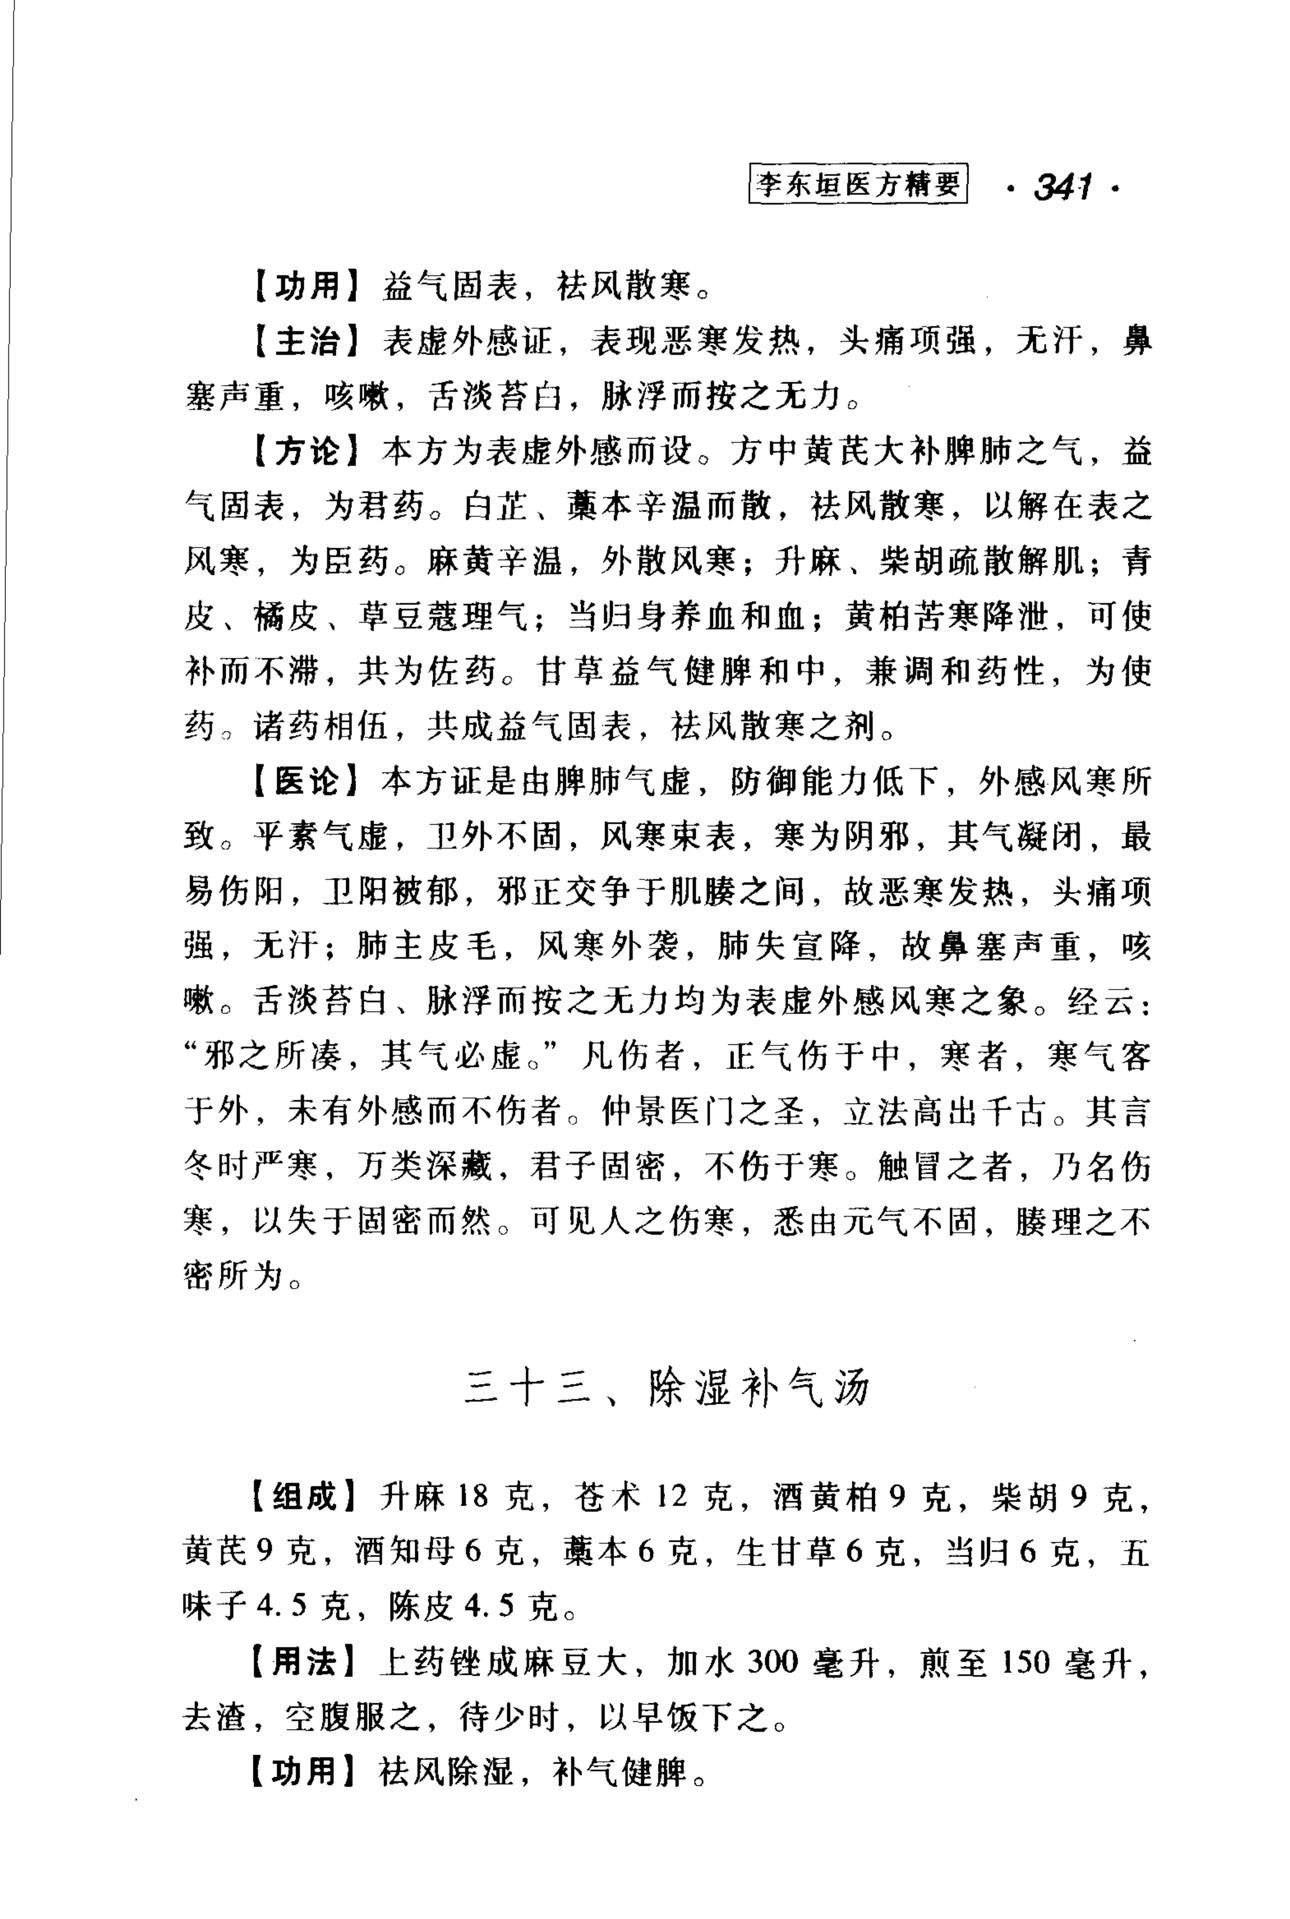 李东垣医方精要 · 341 ·
【功用】益气固表，祛风散寒。
【主治】表虚外感证，表现恶寒发热，头痛项强，无汗，鼻
塞声重，咳嗽，舌淡苔白，脉浮而按之无力。
【方论】本方为表虚外感而设。方中黄芪大补脾肺之气，益
气固表，为君药。白芷、藁本辛温而散，祛风散寒，以解在表之
风寒，为臣药。麻黄辛温，外散风寒；升麻、柴胡疏散解肌；青
皮、橘皮、草豆蔻理气；当归身养血和血；黄柏苦寒降泄，可使
补而不滞，共为佐药。甘草益气健脾和中，兼调和药性，为使
药。诸药相伍，共成益气固表，祛风散寒之剂。
【医论】本方证是由脾肺气虚，防御能力低下，外感风寒所
致。平素气虚，卫外不固，风寒束表，寒为阴邪，其气凝闭，最
易伤阳，卫阳被郁，邪正交争于肌腠之间，故恶寒发热，头痛项
强，无汗；肺主皮毛，风寒外袭，肺失宣降，故鼻塞声重，咳
嗽。舌淡苔白、脉浮而按之无力均为表虚外感风寒之象。经云：
“邪之所凑，其气必虚。”凡伤者，正气伤于中，寒者，寒气客
于外，未有外感而不伤者。仲景医门之圣，立法高出千古。其言
冬时严寒，万类深藏，君子固密，不伤于寒。触冒之者，乃名伤
寒，以失于固密而然。可见人之伤寒，悉由元气不固，腠理之不
密所为。
三十三、除湿补气汤
【组成】升麻18克，苍术12克，酒黄柏9克，柴胡9克，
黄芪9克，酒知母6克，藁本6克，生甘草6克，当归6克，五
味子4.5克，陈皮4.5克。
【用法】上药锉成麻豆大，加水300毫升，煎至150毫升，
去渣，空腹服之，待少时，以早饭下之。
【功用】祛风除湿，补气健脾。